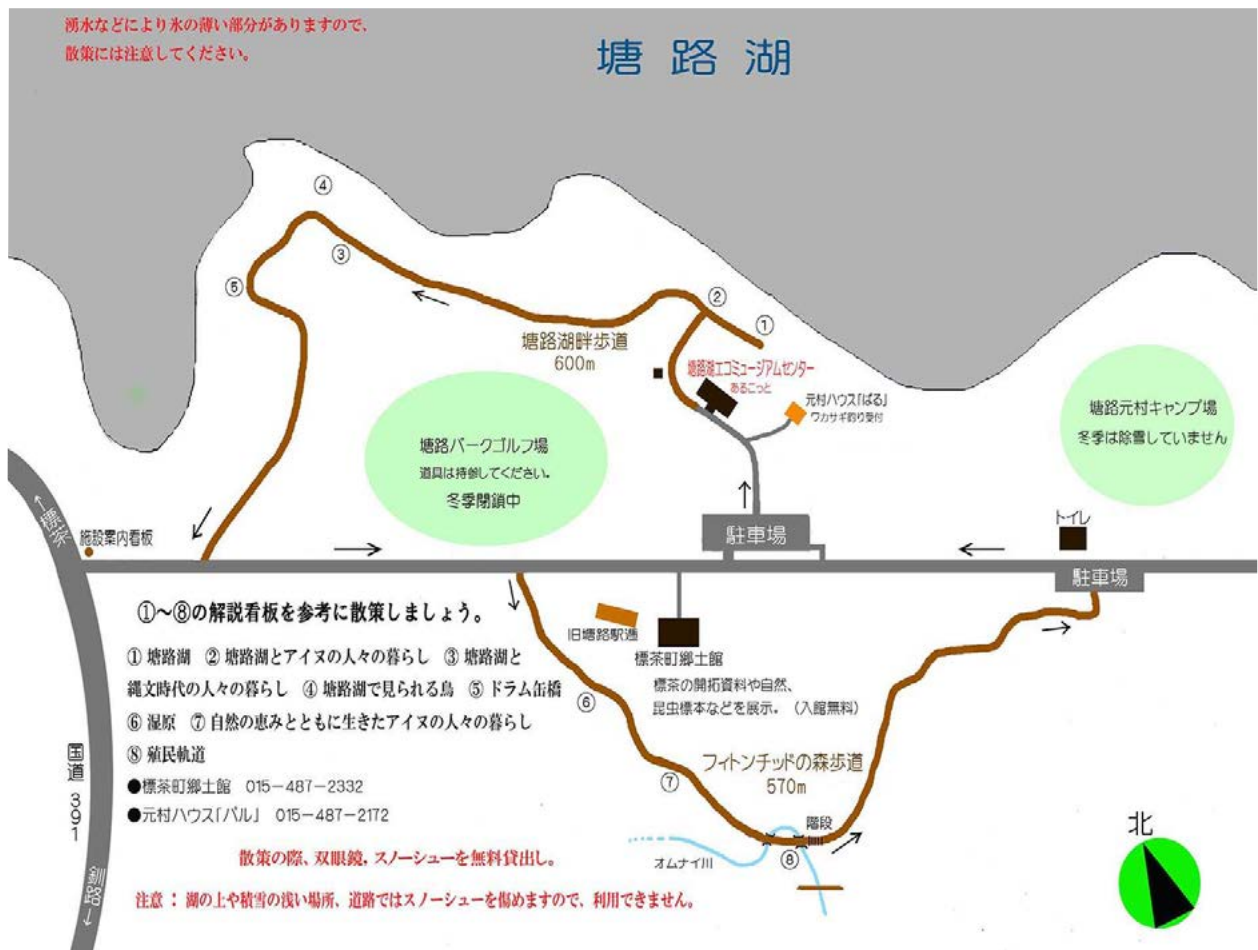 湧水などにより氷の薄い部分がありますので、
散策には注意してください。
塘路湖
④
③
⑤
②
①
塘路湖畔歩道
600m
塘路湖エコミュージアムセンター
あるこっと
元村ハウス「ぱる」
ワカサギ釣り受付
塘路元村キャンプ場
冬季は除雪していません
塘路パークゴルフ場
道具は持参してください。
冬季閉鎖中
←標茶
施設案内看板
駐車場
トイレ
駐車場
①～⑧の解説看板を参考に散策しましょう。
①塘路湖 ②塘路湖とアイヌの人々の暮らし ③塘路湖と
縄文時代の人々の暮らし ④塘路湖で見られる鳥 ⑤ドラム缶橋
⑥湿原 ⑦自然の恵みとともに生きたアイヌの人々の暮らし
⑧殖民軌道
●標茶町郷土館 015-487-2332
●元村ハウス「パル」 015-487-2172
旧塘路駅逓
標茶町郷土館
標茶の開拓資料や自然、
昆虫標本などを展示。(入館無料)
⑥
⑦
フィトンチッドの森歩道
570m
階段
⑧
オムナイ川
国道 391
釧路→
北
散策の際、双眼鏡、スノーシューを無料貸出し。
注意：湖の上や積雪の浅い場所、道路ではスノーシューを傷めますので、利用できません。